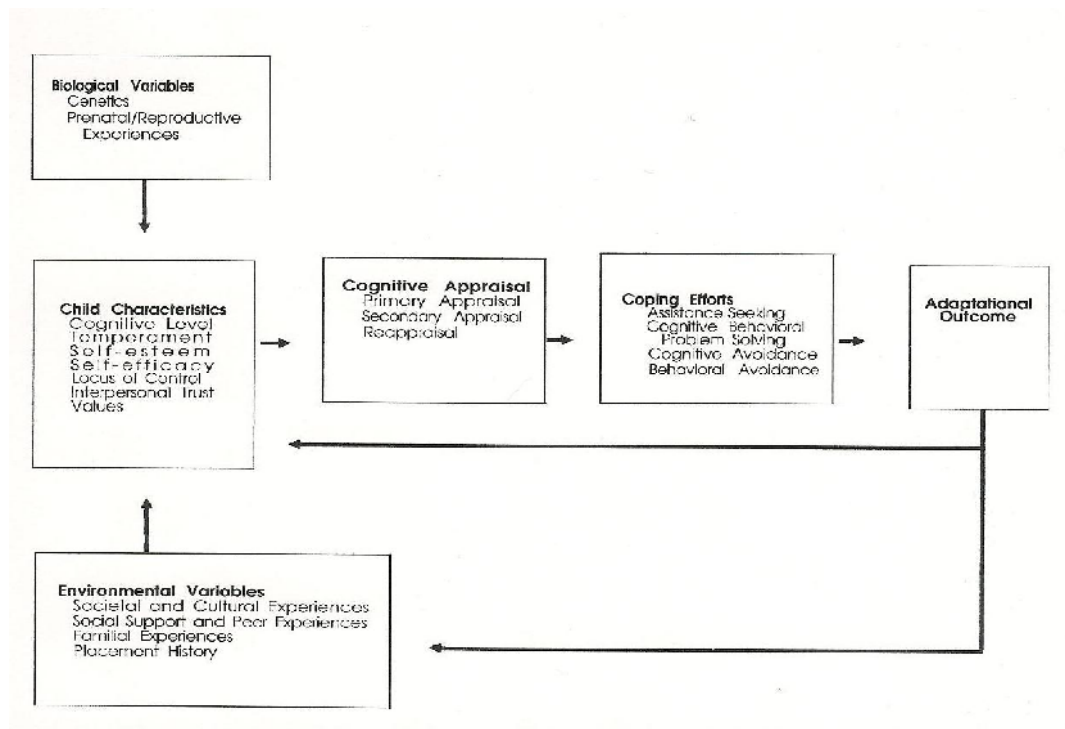 Biological Variables
Genetics
Prenatal/Reproductive
Experiences
Child Characteristics
Cognitive Level
Temperament
Self-esteem
Self-efficacy
Locus of Control
Interpersonal Trust
Values
Cognitive Appraisal
Primary Appraisal
Secondary Appraisal
Reappraisal
Coping Efforts
Assistance Seeking
Cognitive Behavioral
Problem Solving
Cognitive Avoidance
Behavioral Avoidance
Adaptational
Outcome
Environmental Variables
Societal and Cultural Experiences
Social Support and Peer Experiences
Familial Experiences
Placement History